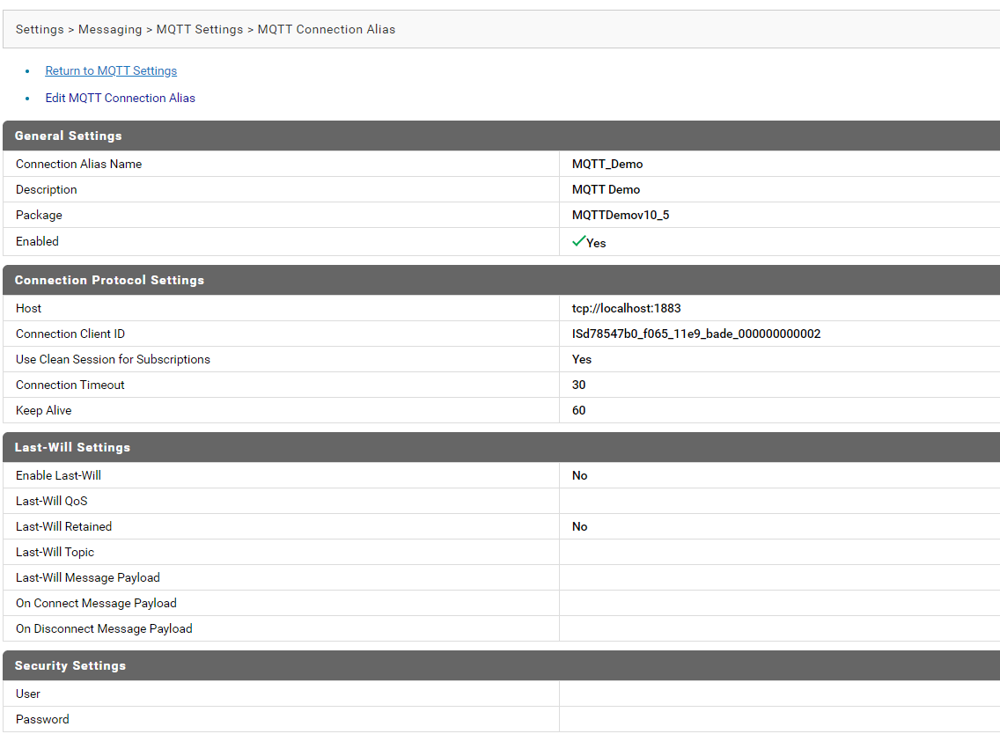 Settings > Messaging > MQTT Settings > MQTT Connection Alias
Return to MQTT Settings
Edit MQTT Connection Alias
General Settings
Connection Alias Name MQTT_Demo
Description MQTT Demo
Package MQTTDemov10_5
Enabled Yes
Connection Protocol Settings
Host tcp://localhost:1883
Connection Client ID ISd78547b0_f065_11e9_bade_000000000002
Use Clean Session for Subscriptions Yes
Connection Timeout 30
Keep Alive 60
Last-Will Settings
Enable Last-Will No
Last-Will QoS
Last-Will Retained No
Last-Will Topic
Last-Will Message Payload
On Connect Message Payload
On Disconnect Message Payload
Security Settings
User
Password